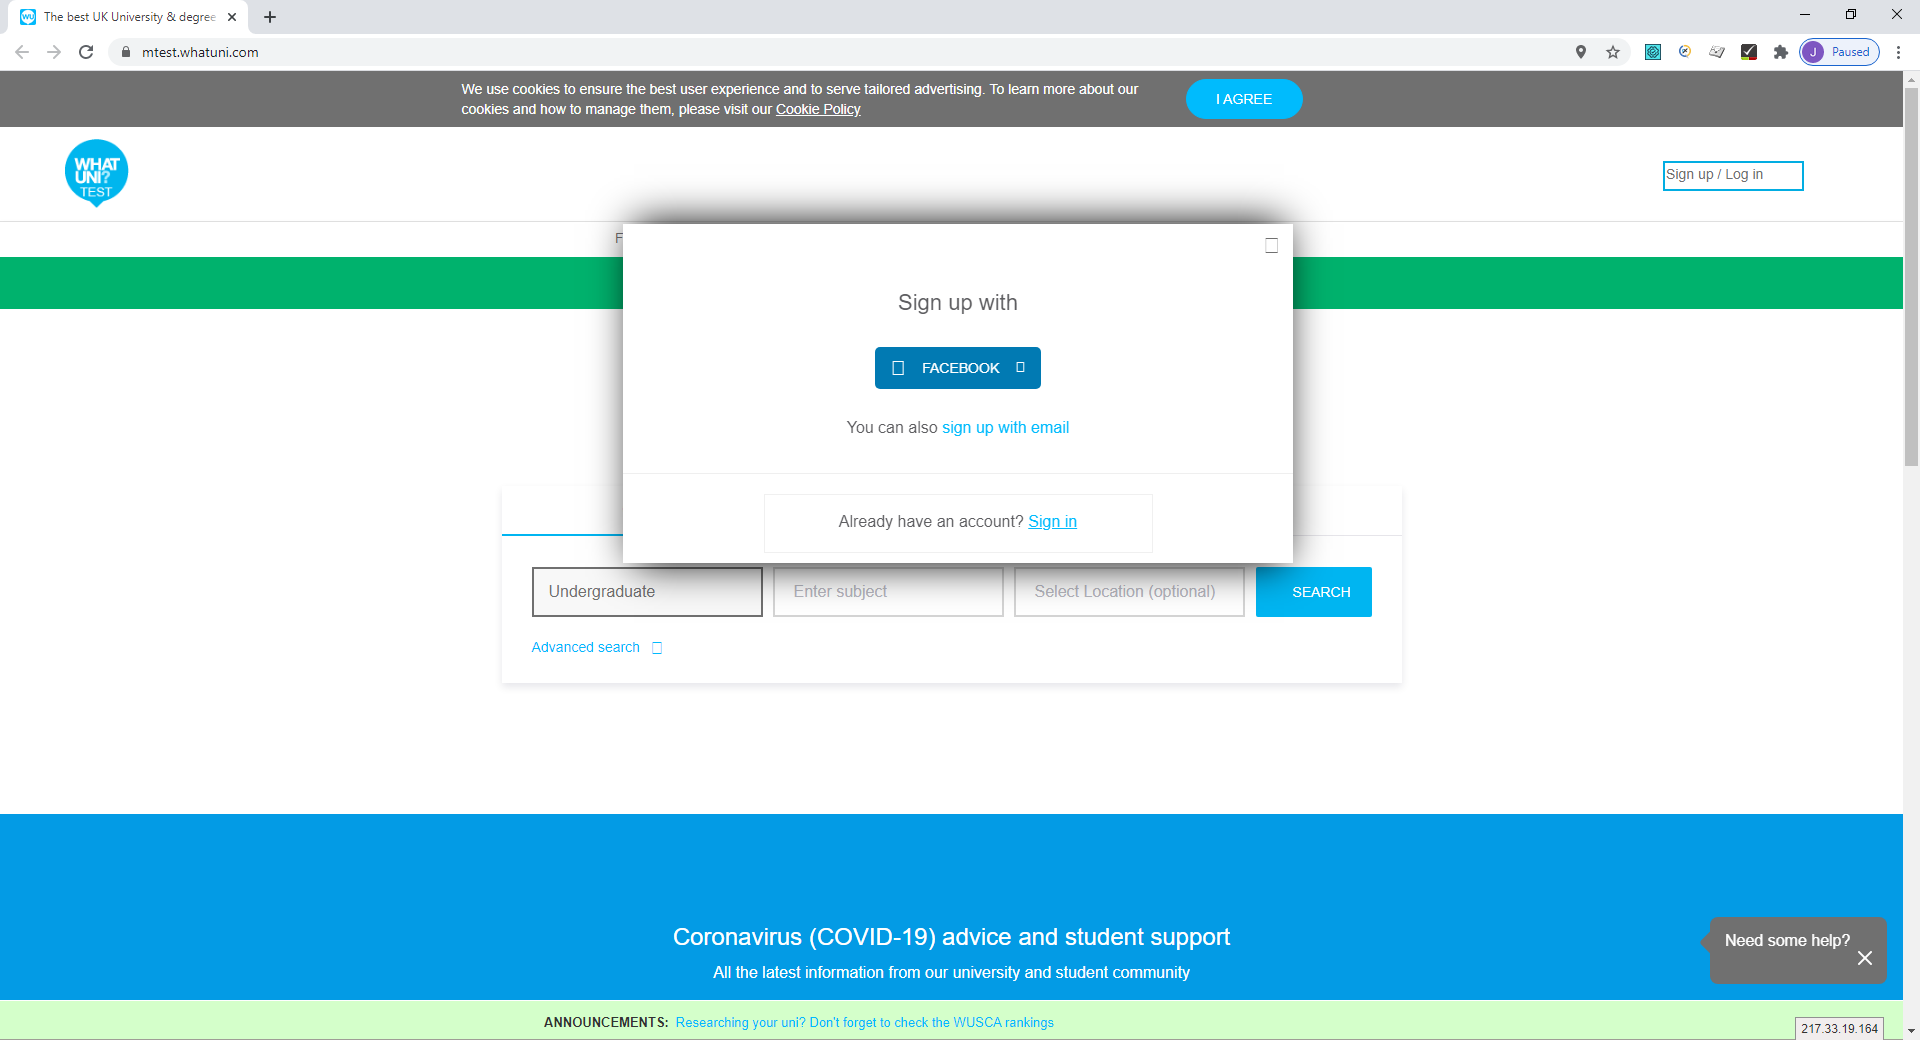 The best UK University & degree
mtest.whatuni.com
J Paused
We use cookies to ensure the best user experience and to serve tailored advertising. To learn more about our
cookies and how to manage them, please visit our Cookie Policy
I AGREE
WHAT
UNI?
TEST
Sign up / Log in
F
Sign up with
FACEBOOK
You can also sign up with email
Already have an account? Sign in
Undergraduate
Enter subject
Select Location (optional)
SEARCH
Advanced search
Coronavirus (COVID-19) advice and student support
All the latest information from our university and student community
Need some help?
ANNOUNCEMENTS: Researching your uni? Don't forget to check the WUSCA rankings
217.33.19.164